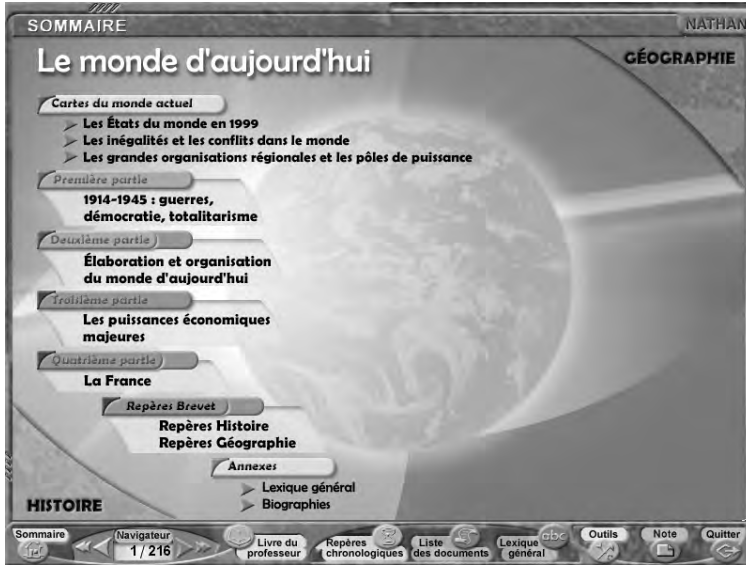 SOMMAIRE
NATHAN
Le monde d'aujourd'hui
GÉOGRAPHIE
Cartes du monde actuel
Les États du monde en 1999
Les inégalités et les conflits dans le monde
Les grandes organisations régionales et les pôles de puissance
Première partie
1914-1945 : guerres,
démocratie, totalitarisme
Deuxième partie
Élaboration et organisation
du monde d'aujourd'hui
Troisième partie
Les puissances économiques
majeures
Quatrième partie
La France
Repères Brevet
Repères Histoire
Repères Géographie
Annexes
Lexique général
Biographies
HISTOIRE
Sommaire
Navigateur
1 / 216
Livre du
professeur
Repères
chronologiques
Liste
des documents
Lexique
général
abc
Outils
Note
Quitter